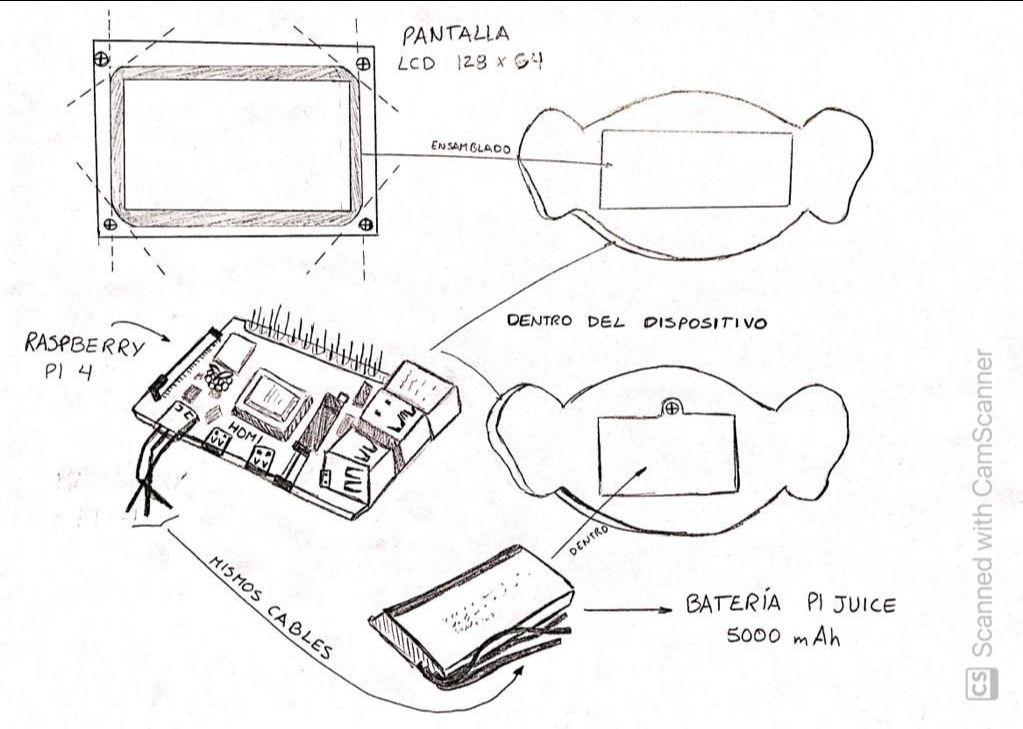 PANTALLA
LCD 128 x 64
ENSAMBLADO
DENTRO DEL DISPOSITIVO
RASPBERRY
PI 4
HDMI
MISMOS CABLES
DENTRO
BATERÍA PI JUICE
5000 mAh
CS Scanned with CamScanner